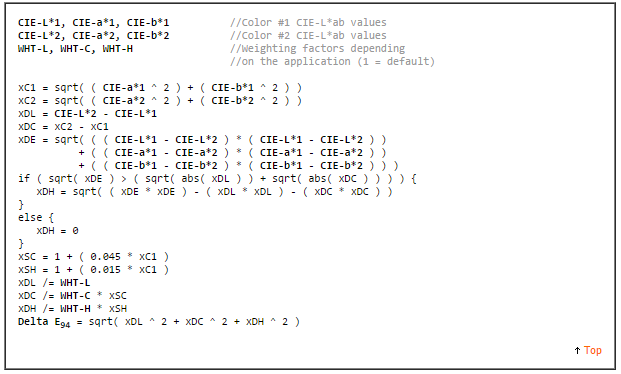 CIE-L*1, CIE-a*1, CIE-b*1          //Color #1 CIE-L*ab values
CIE-L*2, CIE-a*2, CIE-b*2          //Color #2 CIE-L*ab values
WHT-L, WHT-C, WHT-H                //Weighting factors depending
                                   //on the application (1 = default)

xC1 = sqrt( ( CIE-a*1 ^ 2 ) + ( CIE-b*1 ^ 2 ) )
xC2 = sqrt( ( CIE-a*2 ^ 2 ) + ( CIE-b*2 ^ 2 ) )
xDL = CIE-L*2 - CIE-L*1
xDC = xC2 - xC1
xDE = sqrt( ( ( CIE-L*1 - CIE-L*2 ) * ( CIE-L*1 - CIE-L*2 ) )
          + ( ( CIE-a*1 - CIE-a*2 ) * ( CIE-a*1 - CIE-a*2 ) )
          + ( ( CIE-b*1 - CIE-b*2 ) * ( CIE-b*1 - CIE-b*2 ) ) )
if ( sqrt( xDE ) > ( sqrt( abs( xDL ) ) + sqrt( abs( xDC ) ) ) ) {
   xDH = sqrt( ( xDE * xDE ) - ( xDL * xDL ) - ( xDC * xDC ) )
}
else {
   xDH = 0
}
xSC = 1 + ( 0.045 * xC1 )
xSH = 1 + ( 0.015 * xC1 )
xDL /= WHT-L
xDC /= WHT-C * xSC
xDH /= WHT-H * xSH
Delta E94 = sqrt( xDL ^ 2 + xDC ^ 2 + xDH ^ 2 )
↑ Top